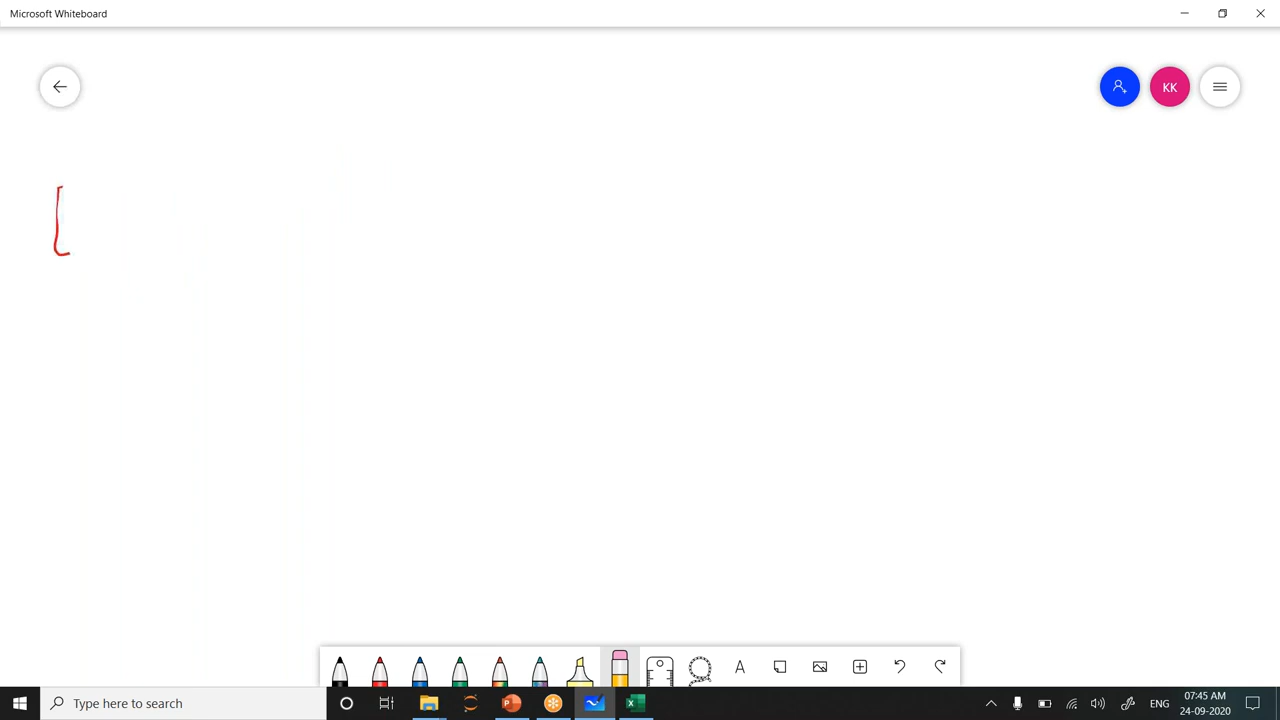 Microsoft Whiteboard
KK
[
A
Type here to search
ENG
07:45 AM
24-09-2020